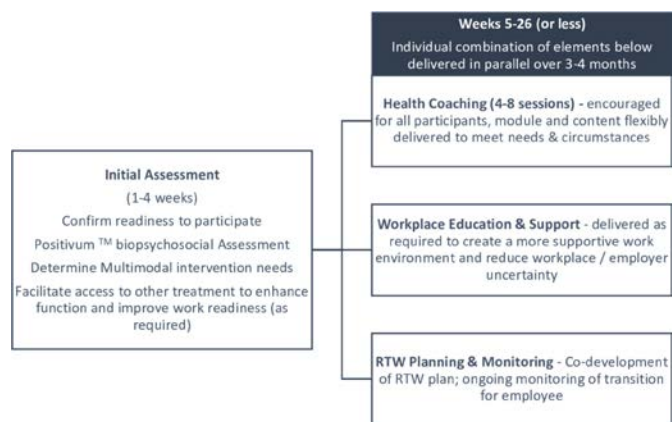 Weeks 5-26 (or less)
Individual combination of elements below
delivered in parallel over 3-4 months
Health Coaching (4-8 sessions) - encouraged
for all participants, module and content flexibly
delivered to meet needs & circumstances
Initial Assessment
(1-4 weeks)
Confirm readiness to participate
Positivum ™ biopsychosocial Assessment
Determine Multimodal intervention needs
Facilitate access to other treatment to enhance
function and improve work readiness (as
required)
Workplace Education & Support - delivered as
required to create a more supportive work
environment and reduce workplace / employer
uncertainty
RTW Planning & Monitoring - Co-development
of RTW plan; ongoing monitoring of transition
for employee